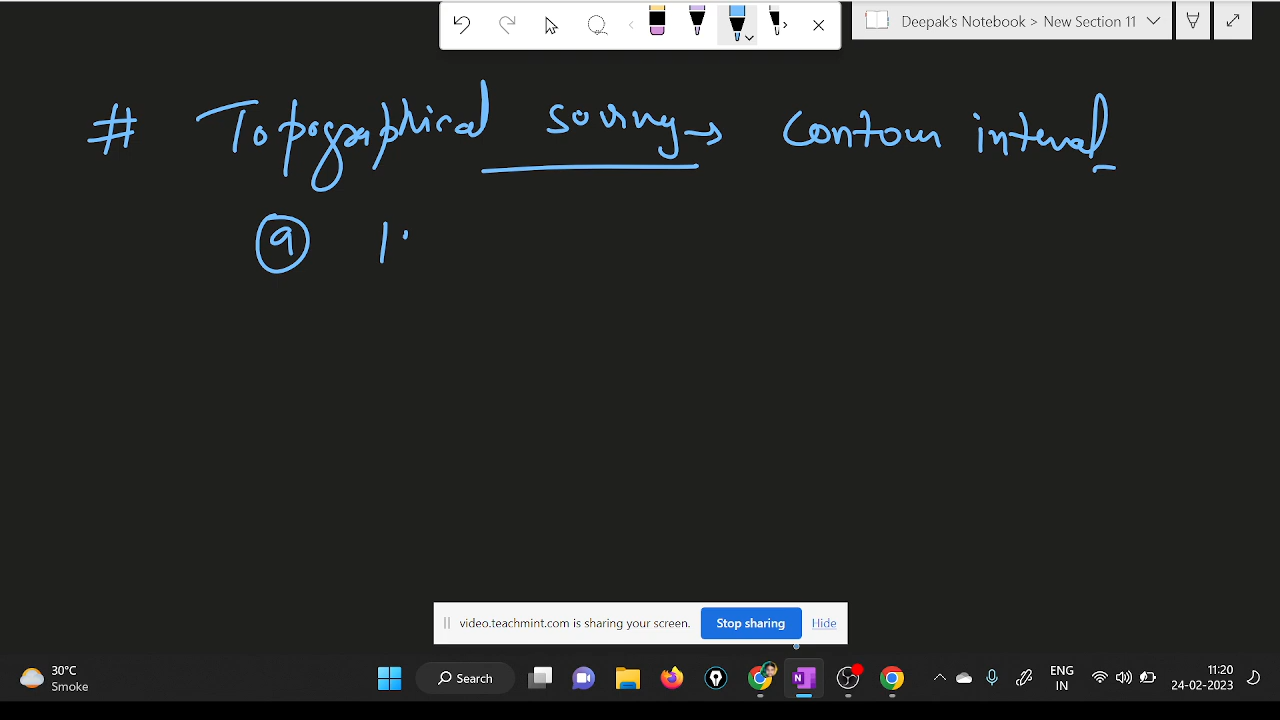 Deepak's Notebook > New Section 11
# Topographical survey → Contour interval
ⓐ 1:
video.teachmint.com is sharing your screen. Stop sharing Hide
30°C
Smoke
Search
ENG
IN
11:20
24-02-2023